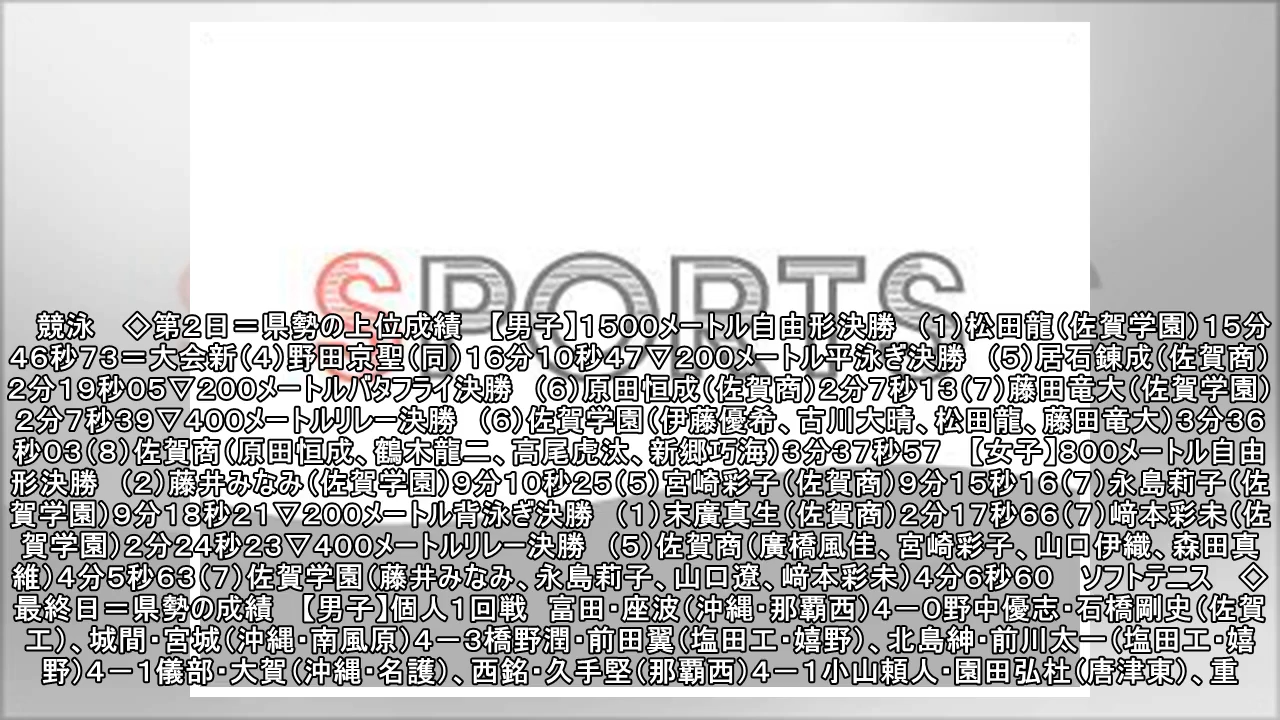 SPORTS
競泳　◇第2日＝県勢の上位成績　【男子】1500メートル自由形決勝　(1)松田龍(佐賀学園)15分
46秒73＝大会新(4)野田京聖(同)16分10秒47▽200メートル平泳ぎ決勝　(5)居石錬成(佐賀商)
2分19秒05▽200メートルバタフライ決勝　(6)原田恒成(佐賀商)2分7秒13(7)藤田竜大(佐賀学園)
2分7秒39▽400メートルリレー決勝　(6)佐賀学園(伊藤優希、古川大晴、松田龍、藤田竜大)3分36
秒03(8)佐賀商(原田恒成、鶴木龍二、高尾虎汰、新郷巧海)3分37秒57　【女子】800メートル自由
形決勝　(2)藤井みなみ(佐賀学園)9分10秒25(5)宮崎彩子(佐賀商)9分15秒16(7)永島莉子(佐
賀学園)9分18秒21▽200メートル背泳ぎ決勝　(1)末廣真生(佐賀商)2分17秒66(7)﨑本彩未(佐
賀学園)2分24秒23▽400メートルリレー決勝　(5)佐賀商(廣橋風佳、宮崎彩子、山口伊織、森田真
維)4分5秒63(7)佐賀学園(藤井みなみ、永島莉子、山口遼、﨑本彩未)4分6秒60　ソフトテニス　◇
最終日＝県勢の成績　【男子】個人1回戦　富田・座波(沖縄・那覇西)4－0野中優志・石橋剛史(佐賀
工)、城間・宮城(沖縄・南風原)4－3橋野潤・前田翼(塩田工・嬉野)、北島紳・前川太一(塩田工・嬉
野)4－1儀部・大賀(沖縄・名護)、西銘・久手堅(那覇西)4－1小山頼人・園田弘杜(唐津東)、重